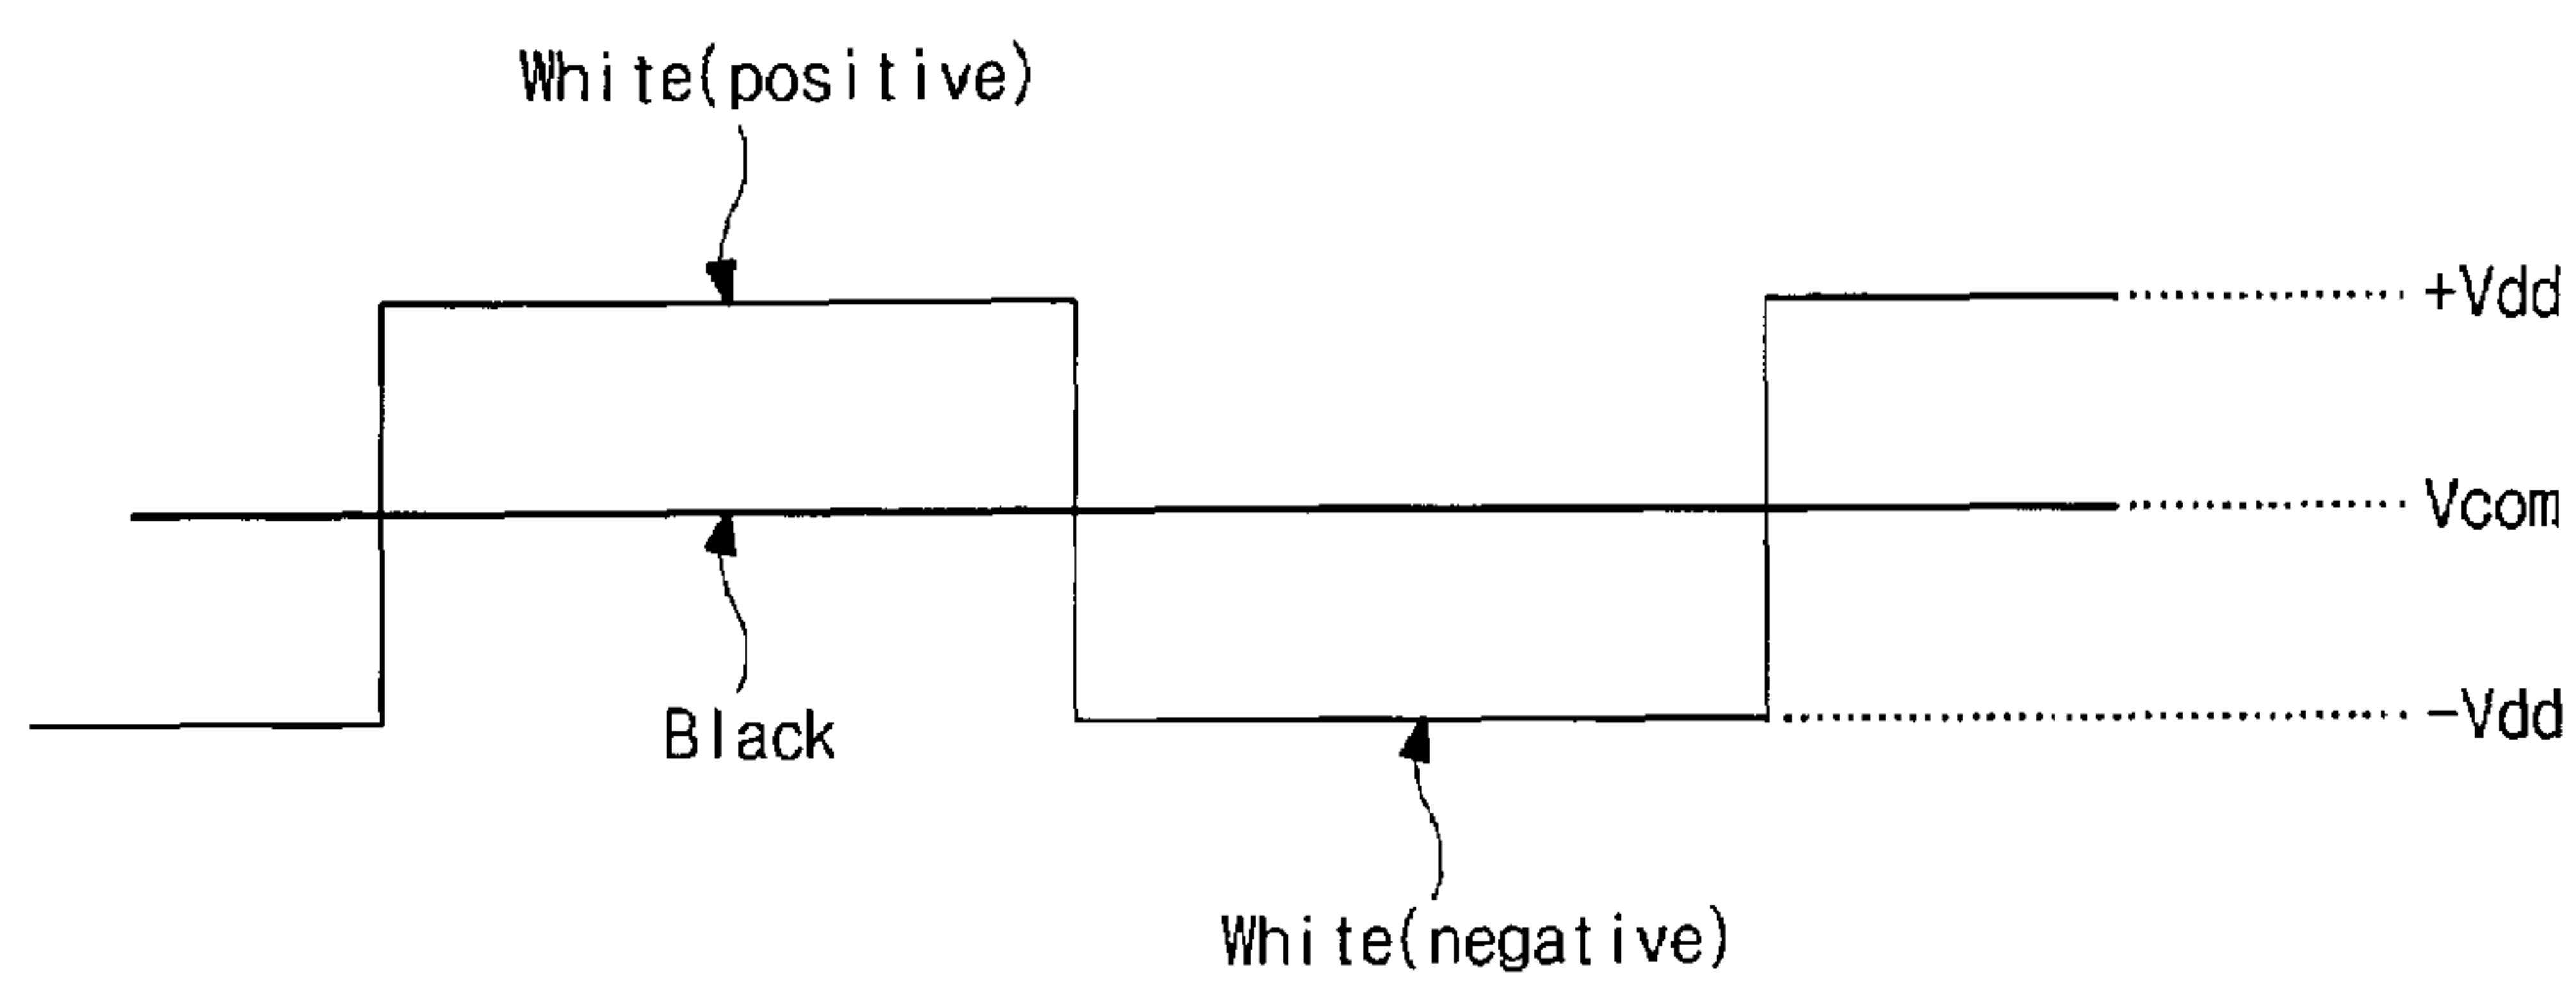 White(positive)
+Vdd
Vcom
Black
-Vdd
White(negative)